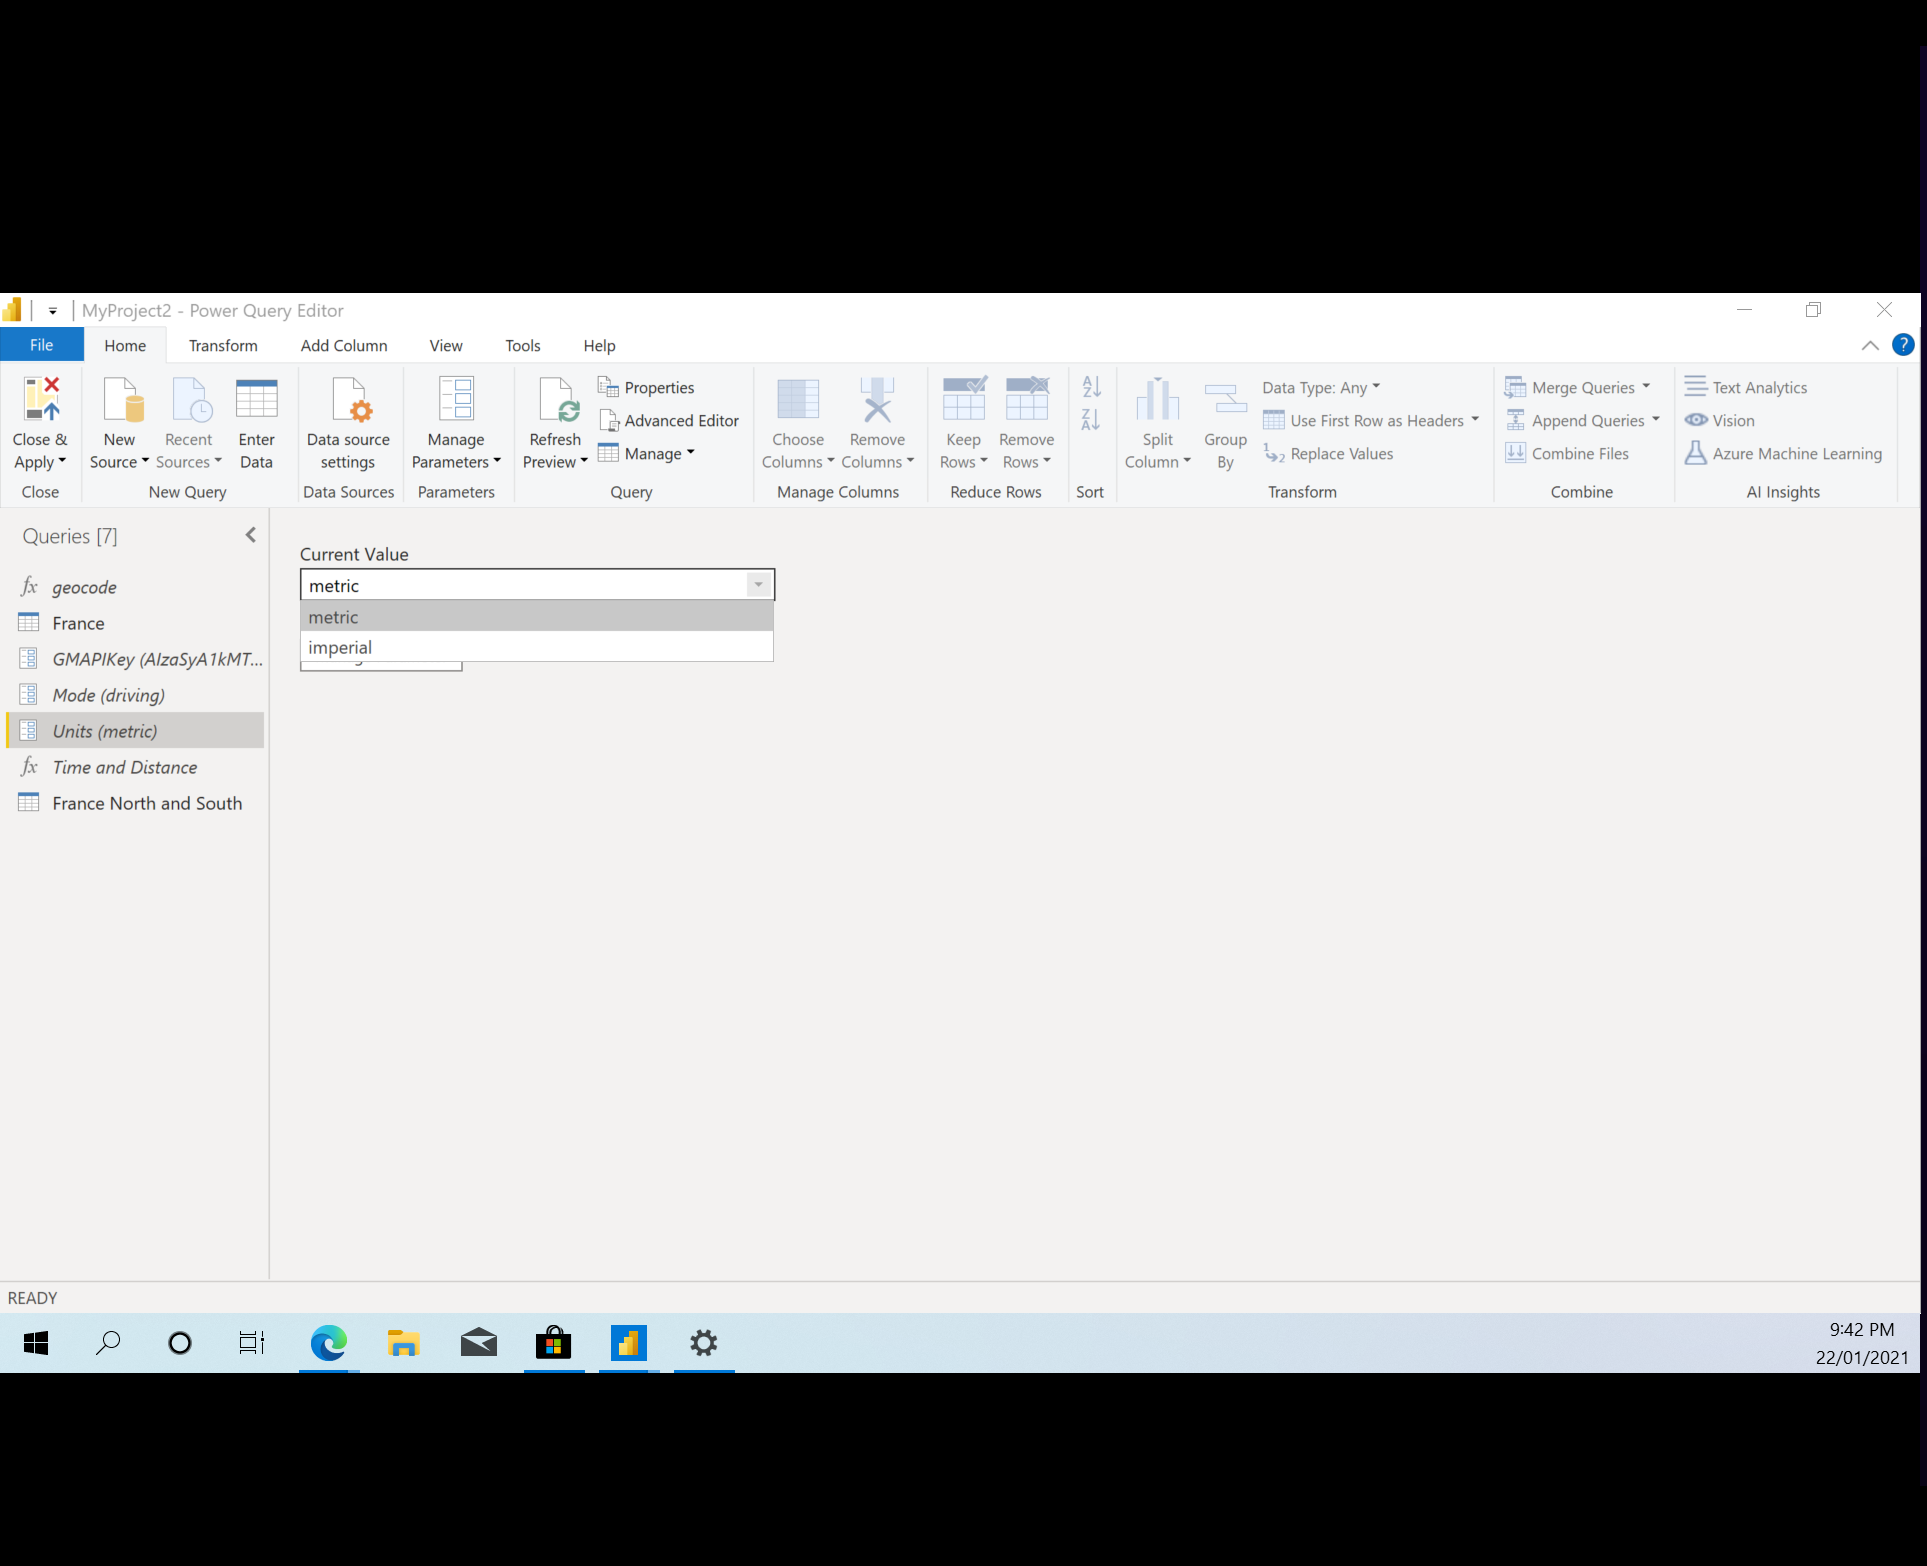 MyProject2 - Power Query Editor
File Home Transform Add Column View Tools Help
?
Close & Apply
Close
New Source
Recent Sources
Enter Data
New Query
Data source settings
Data Sources
Manage Parameters
Parameters
Refresh Preview
Properties
Advanced Editor
Manage
Query
Choose Columns
Remove Columns
Manage Columns
Keep Rows
Remove Rows
Reduce Rows
Sort
Split Column
Group By
Data Type: Any
Use First Row as Headers
Replace Values
Transform
Merge Queries
Append Queries
Combine Files
Combine
Text Analytics
Vision
Azure Machine Learning
AI Insights
Queries [7]
fx geocode
France
GMAPIKey (AIzaSyA1kMT...
Mode (driving)
Units (metric)
fx Time and Distance
France North and South
Current Value
metric
metric
imperial
READY
9:42 PM
22/01/2021